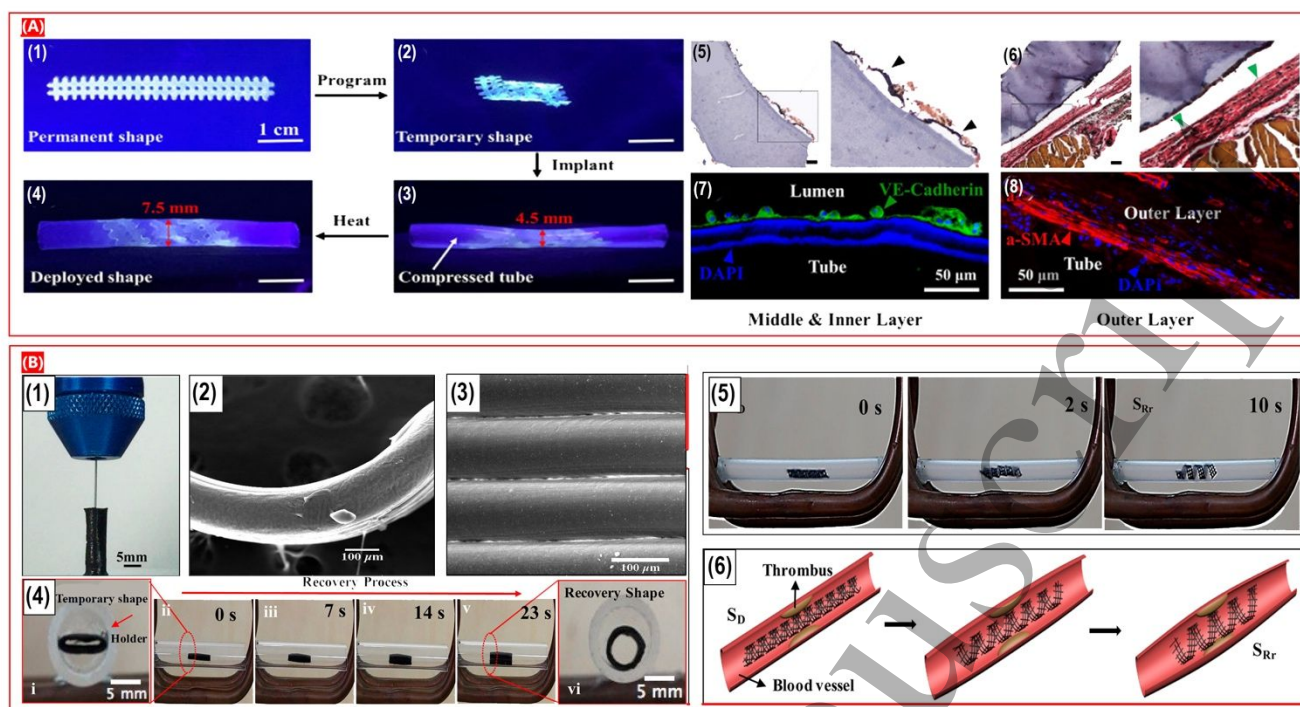 (A)
(1)
Permanent shape
1 cm
Program
(2)
Temporary shape
Implant
(4)
7.5 mm
Deployed shape
Heat
(3)
4.5 mm
Compressed tube
(5)
(6)
(7)
Lumen
VE-Cadherin
DAPI
Tube
50 μm
(8)
Outer Layer
a-SMA
Tube
DAPi
50 μm
Middle & Inner Layer
Outer Layer
(B)
(1)
5mm
(2)
100 μm
(3)
100 μm
Recovery Process
(4)
Temporary shape
Holder
i
5 mm
ii
0 s
iii
7 s
iv
14 s
v
23 s
Recovery Shape
vi
5 mm
(5)
0 s
2 s
SRr
10 s
(6)
Thrombus
SD
Blood vessel
SRr